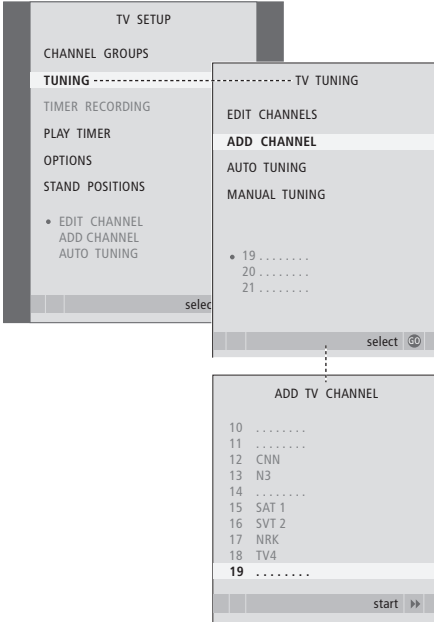 TV SETUP
CHANNEL GROUPS
TUNING
TIMER RECORDING
PLAY TIMER
OPTIONS
STAND POSITIONS
• EDIT CHANNEL
ADD CHANNEL
AUTO TUNING
selec
TV TUNING
EDIT CHANNELS
ADD CHANNEL
AUTO TUNING
MANUAL TUNING
• 19 ........
20 ........
21 ........
select GO
ADD TV CHANNEL
10 ........
11 ........
12 CNN
13 N3
14 ........
15 SAT 1
16 SVT 2
17 NRK
18 TV4
19 ........
start